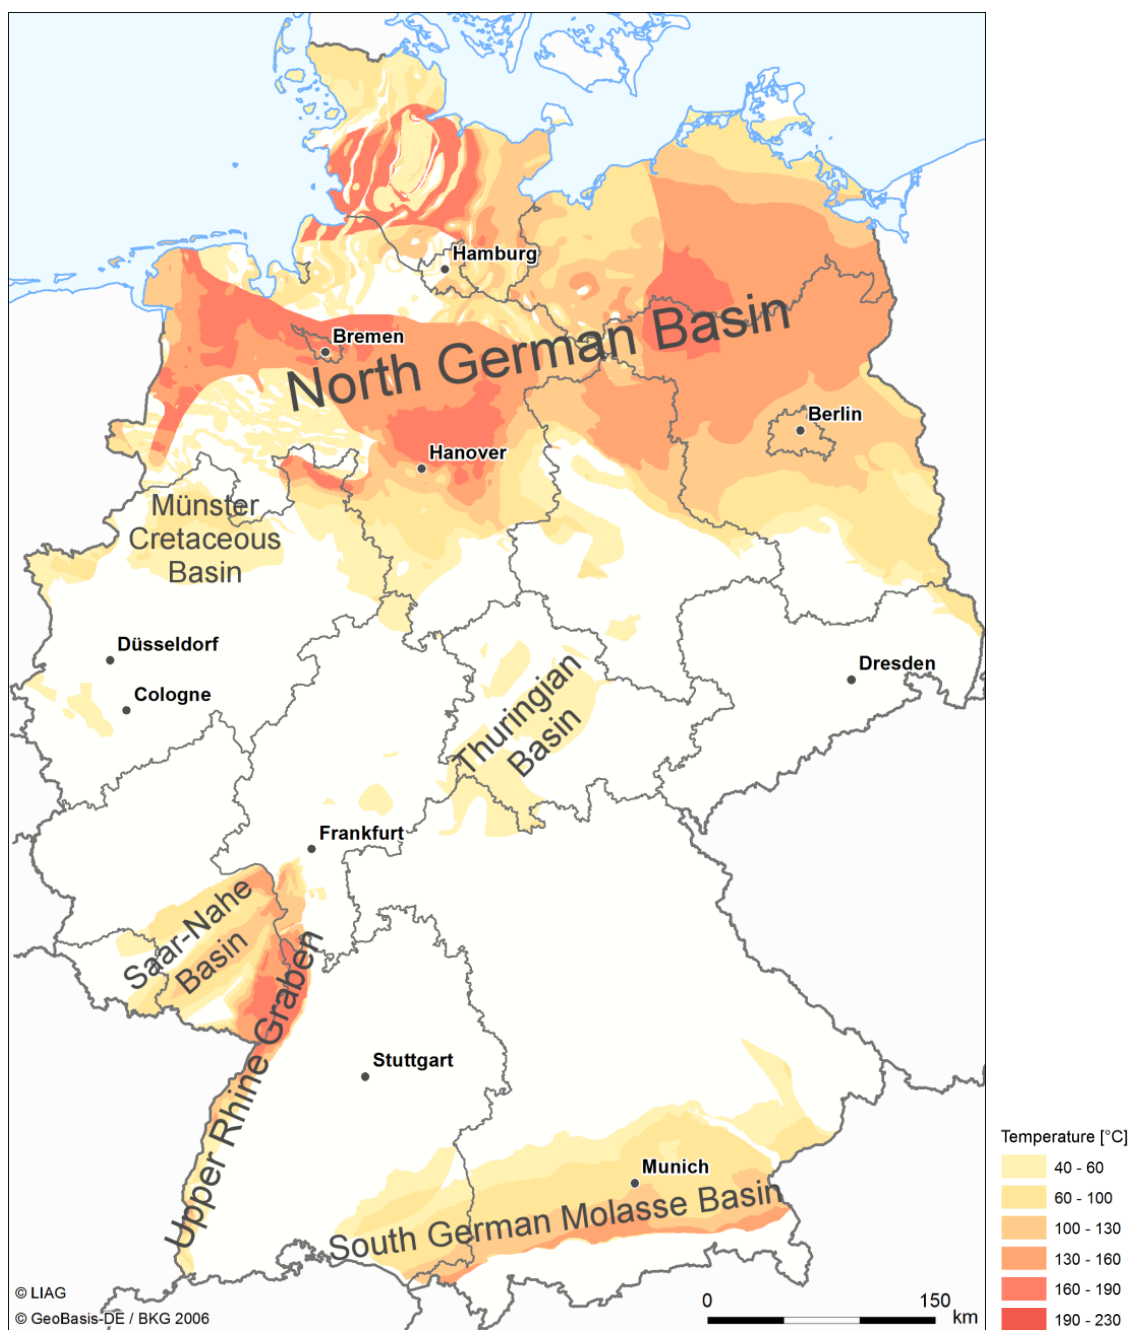 Hamburg
Bremen
North German Basin
Berlin
Hanover
Münster
Cretaceous
Basin
Düsseldorf
Dresden
Cologne
Thuringian
Basin
Frankfurt
Saar-Nahe
Basin
Upper Rhine Graben
Stuttgart
Munich
South German Molasse Basin
© LIAG
© GeoBasis-DE / BKG 2006
0 150
km
Temperature [°C]
40 - 60
60 - 100
100 - 130
130 - 160
160 - 190
190 - 230